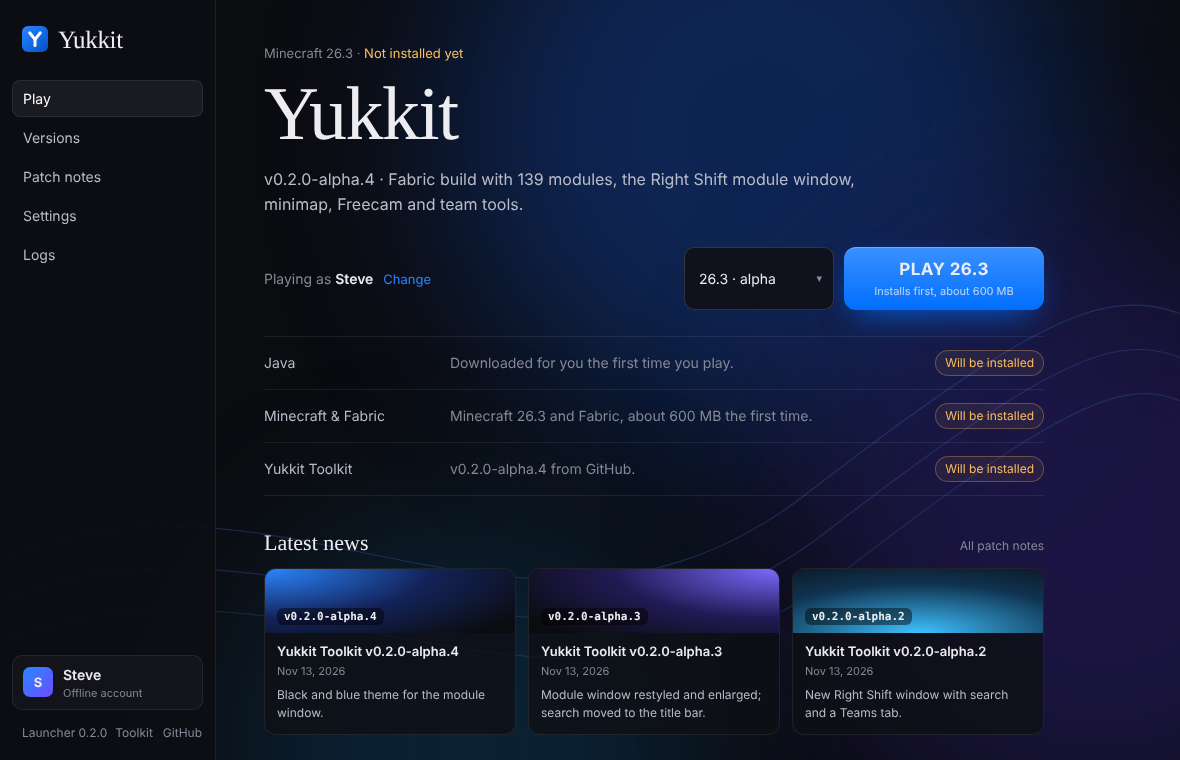 Yukkit
Play
Versions
Patch notes
Settings
Logs
S
Steve
Offline account
Launcher 0.2.0 Toolkit GitHub
Minecraft 26.3 · Not installed yet
Yukkit
v0.2.0-alpha.4 · Fabric build with 139 modules, the Right Shift module window,
minimap, Freecam and team tools.
Playing as Steve Change
26.3 · alpha
PLAY 26.3
Installs first, about 600 MB
Java Downloaded for you the first time you play. Will be installed
Minecraft & Fabric Minecraft 26.3 and Fabric, about 600 MB the first time. Will be installed
Yukkit Toolkit v0.2.0-alpha.4 from GitHub. Will be installed
Latest news All patch notes
v0.2.0-alpha.4
Yukkit Toolkit v0.2.0-alpha.4
Nov 13, 2026
Black and blue theme for the module
window.
v0.2.0-alpha.3
Yukkit Toolkit v0.2.0-alpha.3
Nov 13, 2026
Module window restyled and enlarged;
search moved to the title bar.
v0.2.0-alpha.2
Yukkit Toolkit v0.2.0-alpha.2
Nov 13, 2026
New Right Shift window with search
and a Teams tab.